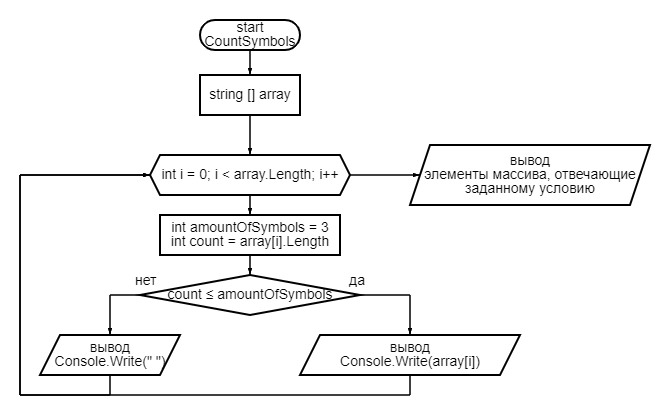 start
CountSymbols
string [] array
int i = 0; i < array.Length; i++
вывод
элементы массива, отвечающие
заданному условию
int amountOfSymbols = 3
int count = array[i].Length
нет
да
count ≤ amountOfSymbols
вывод
Console.Write(" ")
вывод
Console.Write(array[i])